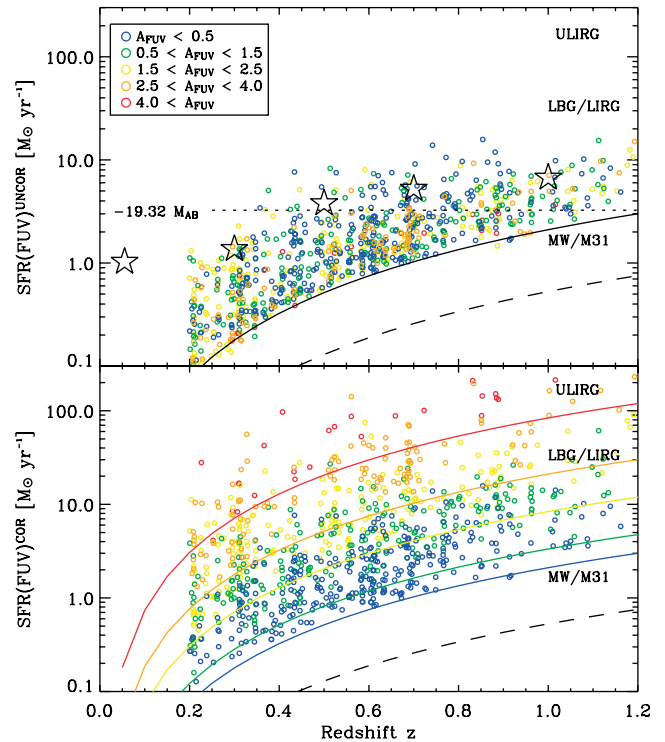 ULIRG
A_FUV < 0.5
0.5 < A_FUV < 1.5
1.5 < A_FUV < 2.5
2.5 < A_FUV < 4.0
4.0 < A_FUV
LBG/LIRG
-19.32 M_AB
MW/M31
100.0
10.0
1.0
0.1
SFR(FUV)^UNCOR [M⊙ yr⁻¹]
ULIRG
LBG/LIRG
MW/M31
100.0
10.0
1.0
0.1
SFR(FUV)^COR [M⊙ yr⁻¹]
0.0 0.2 0.4 0.6 0.8 1.0 1.2
Redshift z